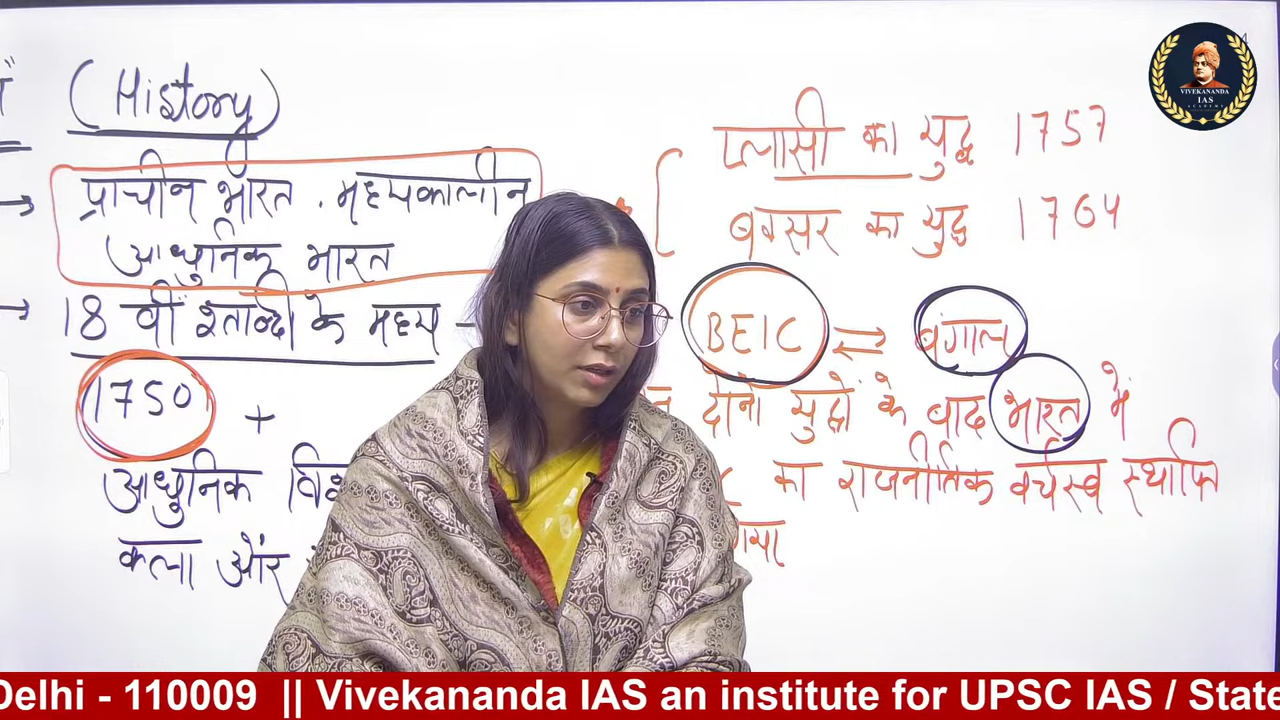 (History)
प्राचीन भारत . मध्यकालीन
आधुनिक भारत
→ 18 वीं शताब्दी के मध्य -
1750 +
आधुनिक
कला और
प्लासी का युद्ध 1757
बक्सर का युद्ध 1764
BEIC ⇌ बंगाल
दोनो युद्धों के बाद भारत में
का राजनीतिक वर्चस्व स्थापित
गया
VIVEKANANDA
IAS
Delhi - 110009 || Vivekananda IAS an institute for UPSC IAS / State